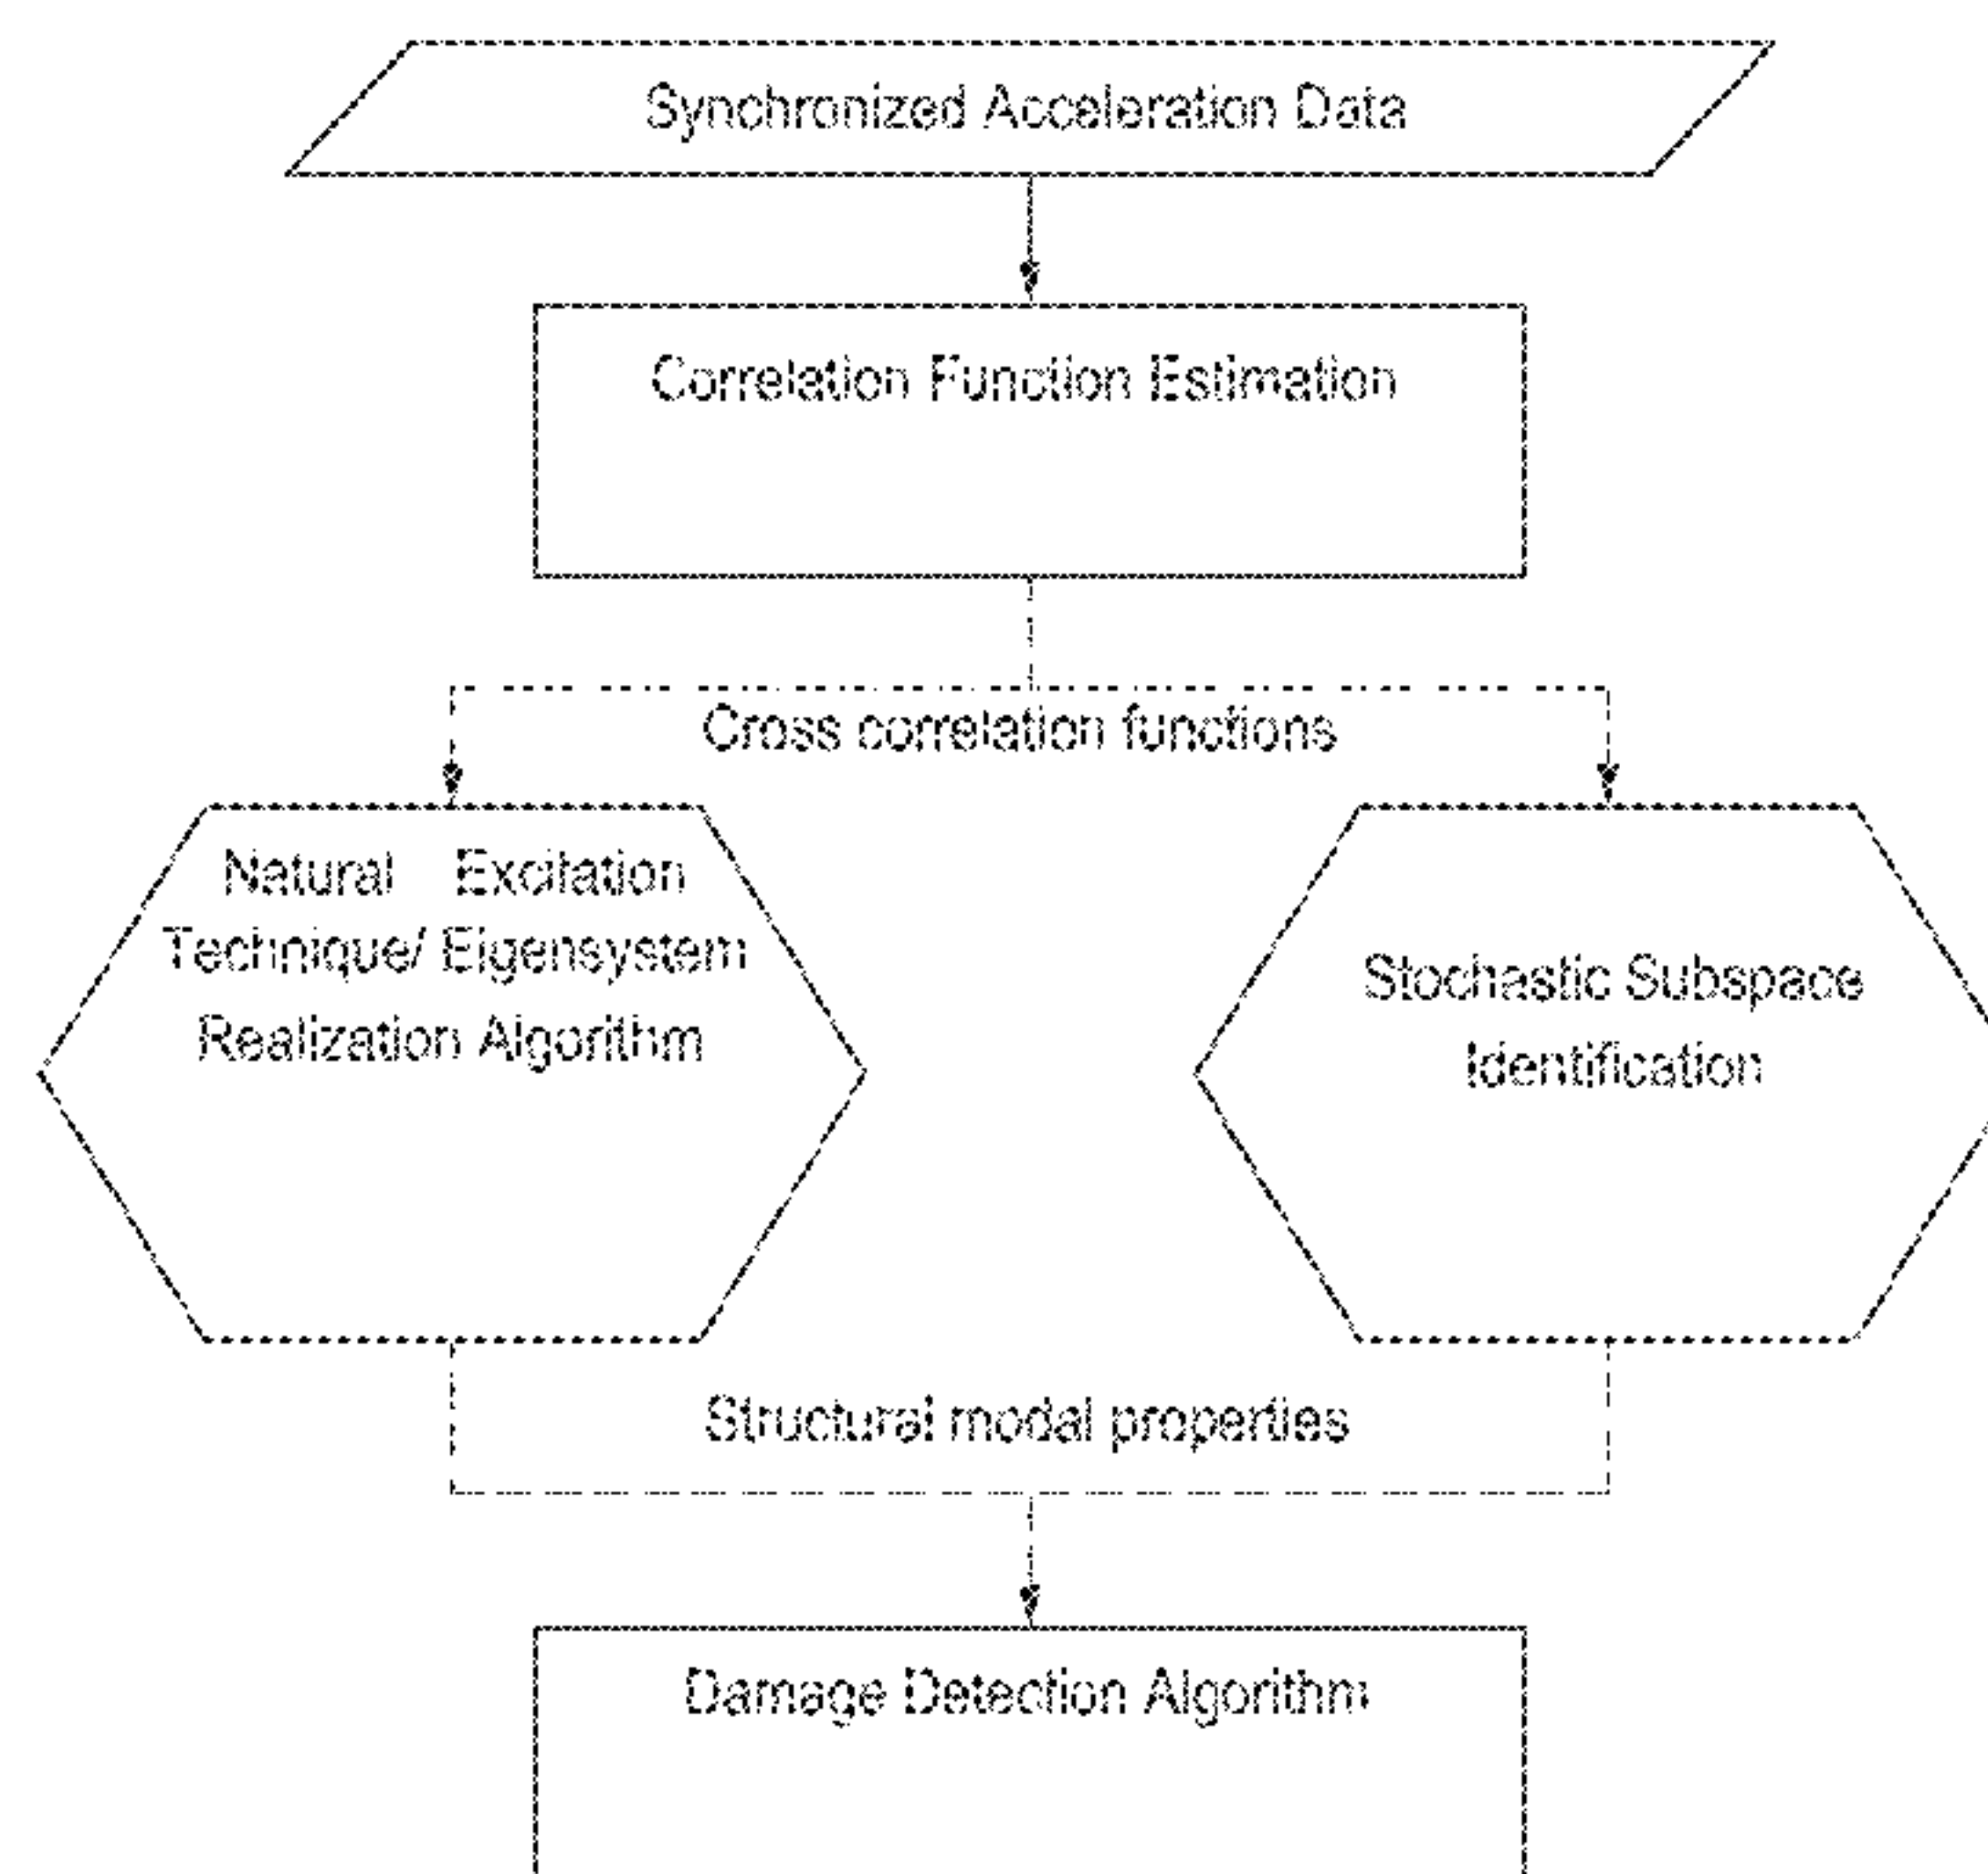 Synchronized Acceleration Data
Correlation Function Estimation
Cross correlation functions
Natural Excitation
Technique/ Eigensystem
Realization Algorithm
Stochastic Subspace
Identification
Structural modal properties
Damage Detection Algorithm